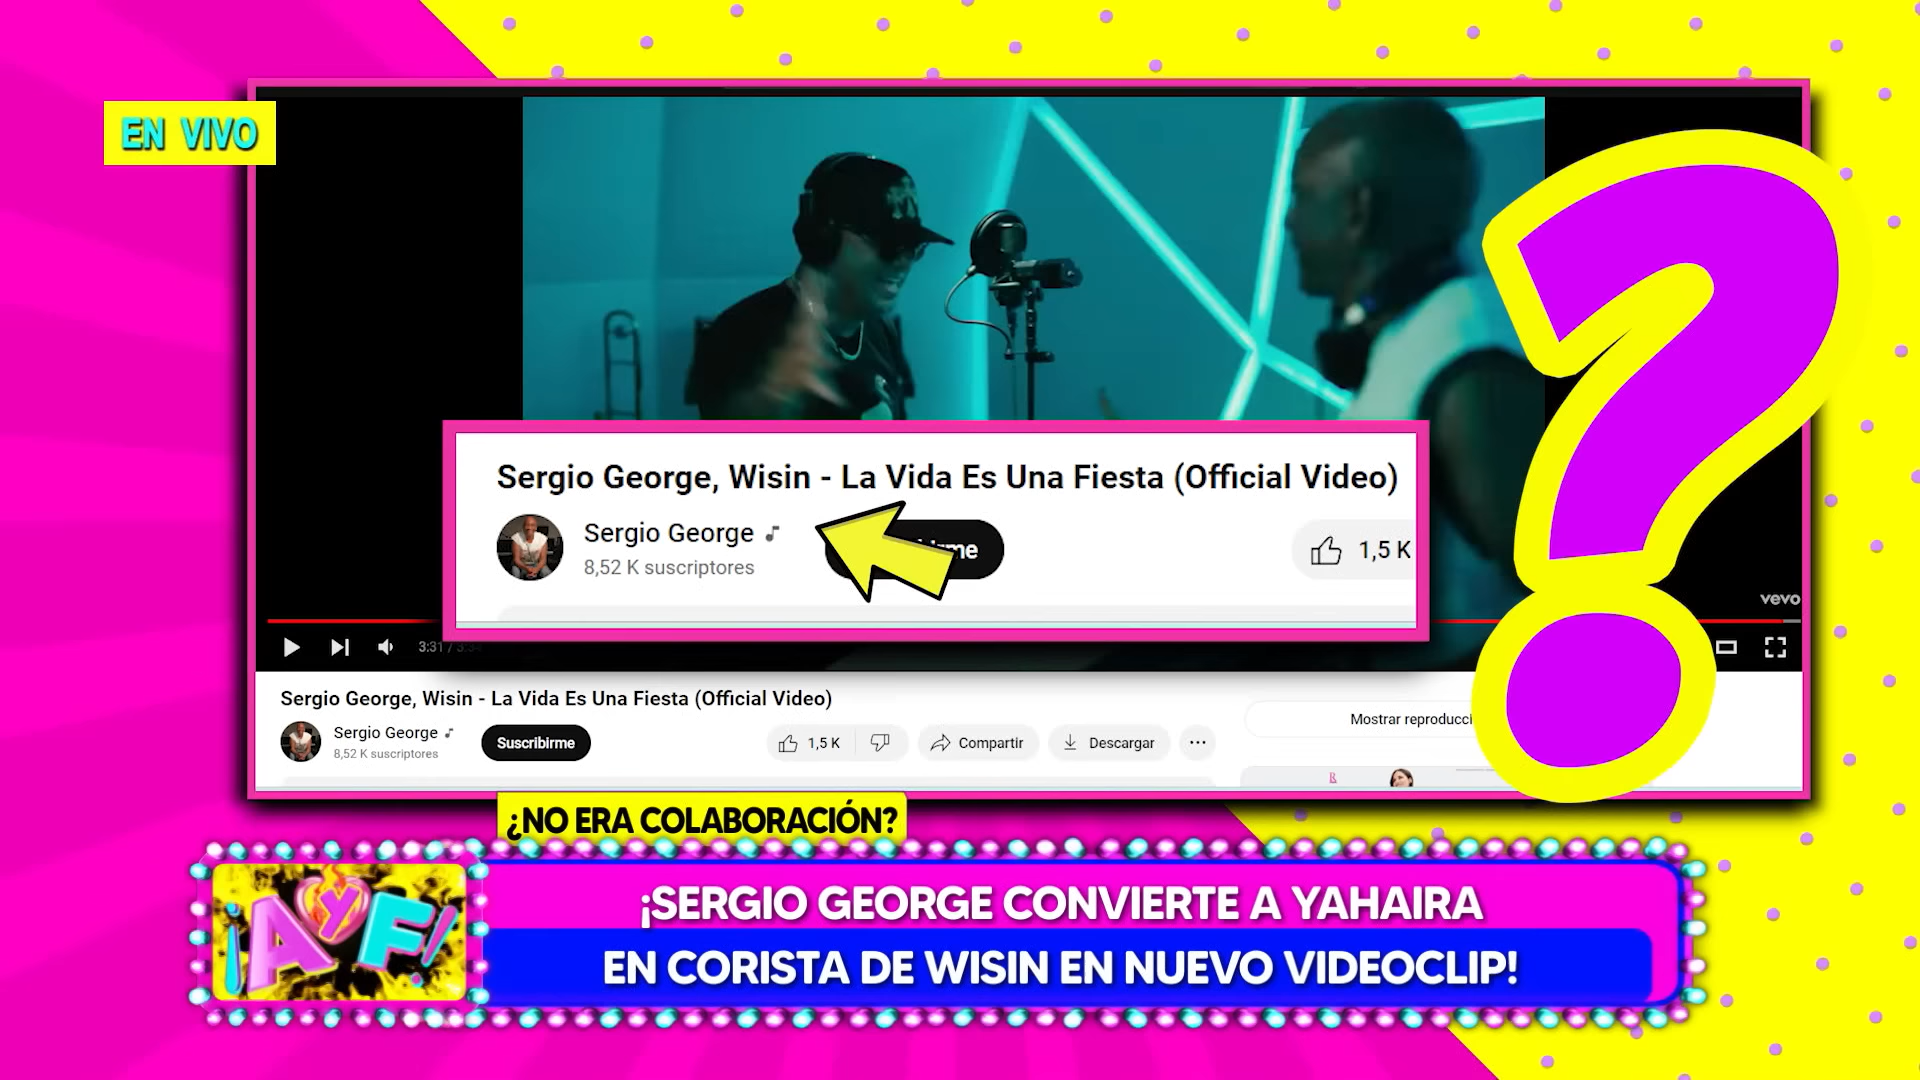 EN VIVO
Sergio George, Wisin - La Vida Es Una Fiesta (Official Video)
Sergio George
8,52 K suscriptores
1,5 K
vevo
3:31 / 3:34
Sergio George, Wisin - La Vida Es Una Fiesta (Official Video)
Sergio George
8,52 K suscriptores
Suscribirme
1,5 K
Compartir
Descargar
Mostrar
¿NO ERA COLABORACIÓN?
¡AyF!
¡SERGIO GEORGE CONVIERTE A YAHAIRA
EN CORISTA DE WISIN EN NUEVO VIDEOCLIP!